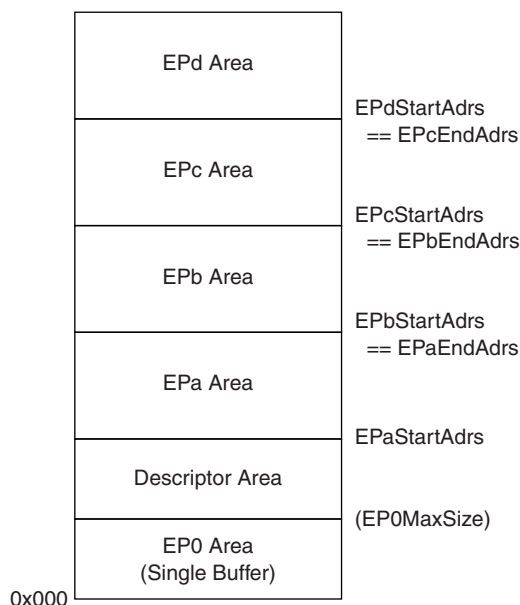 EPd Area
EPdStartAdrs
== EPcEndAdrs
EPc Area
EPcStartAdrs
== EPbEndAdrs
EPb Area
EPbStartAdrs
== EPaEndAdrs
EPa Area
EPaStartAdrs
Descriptor Area
(EP0MaxSize)
EP0 Area
(Single Buffer)
0x000